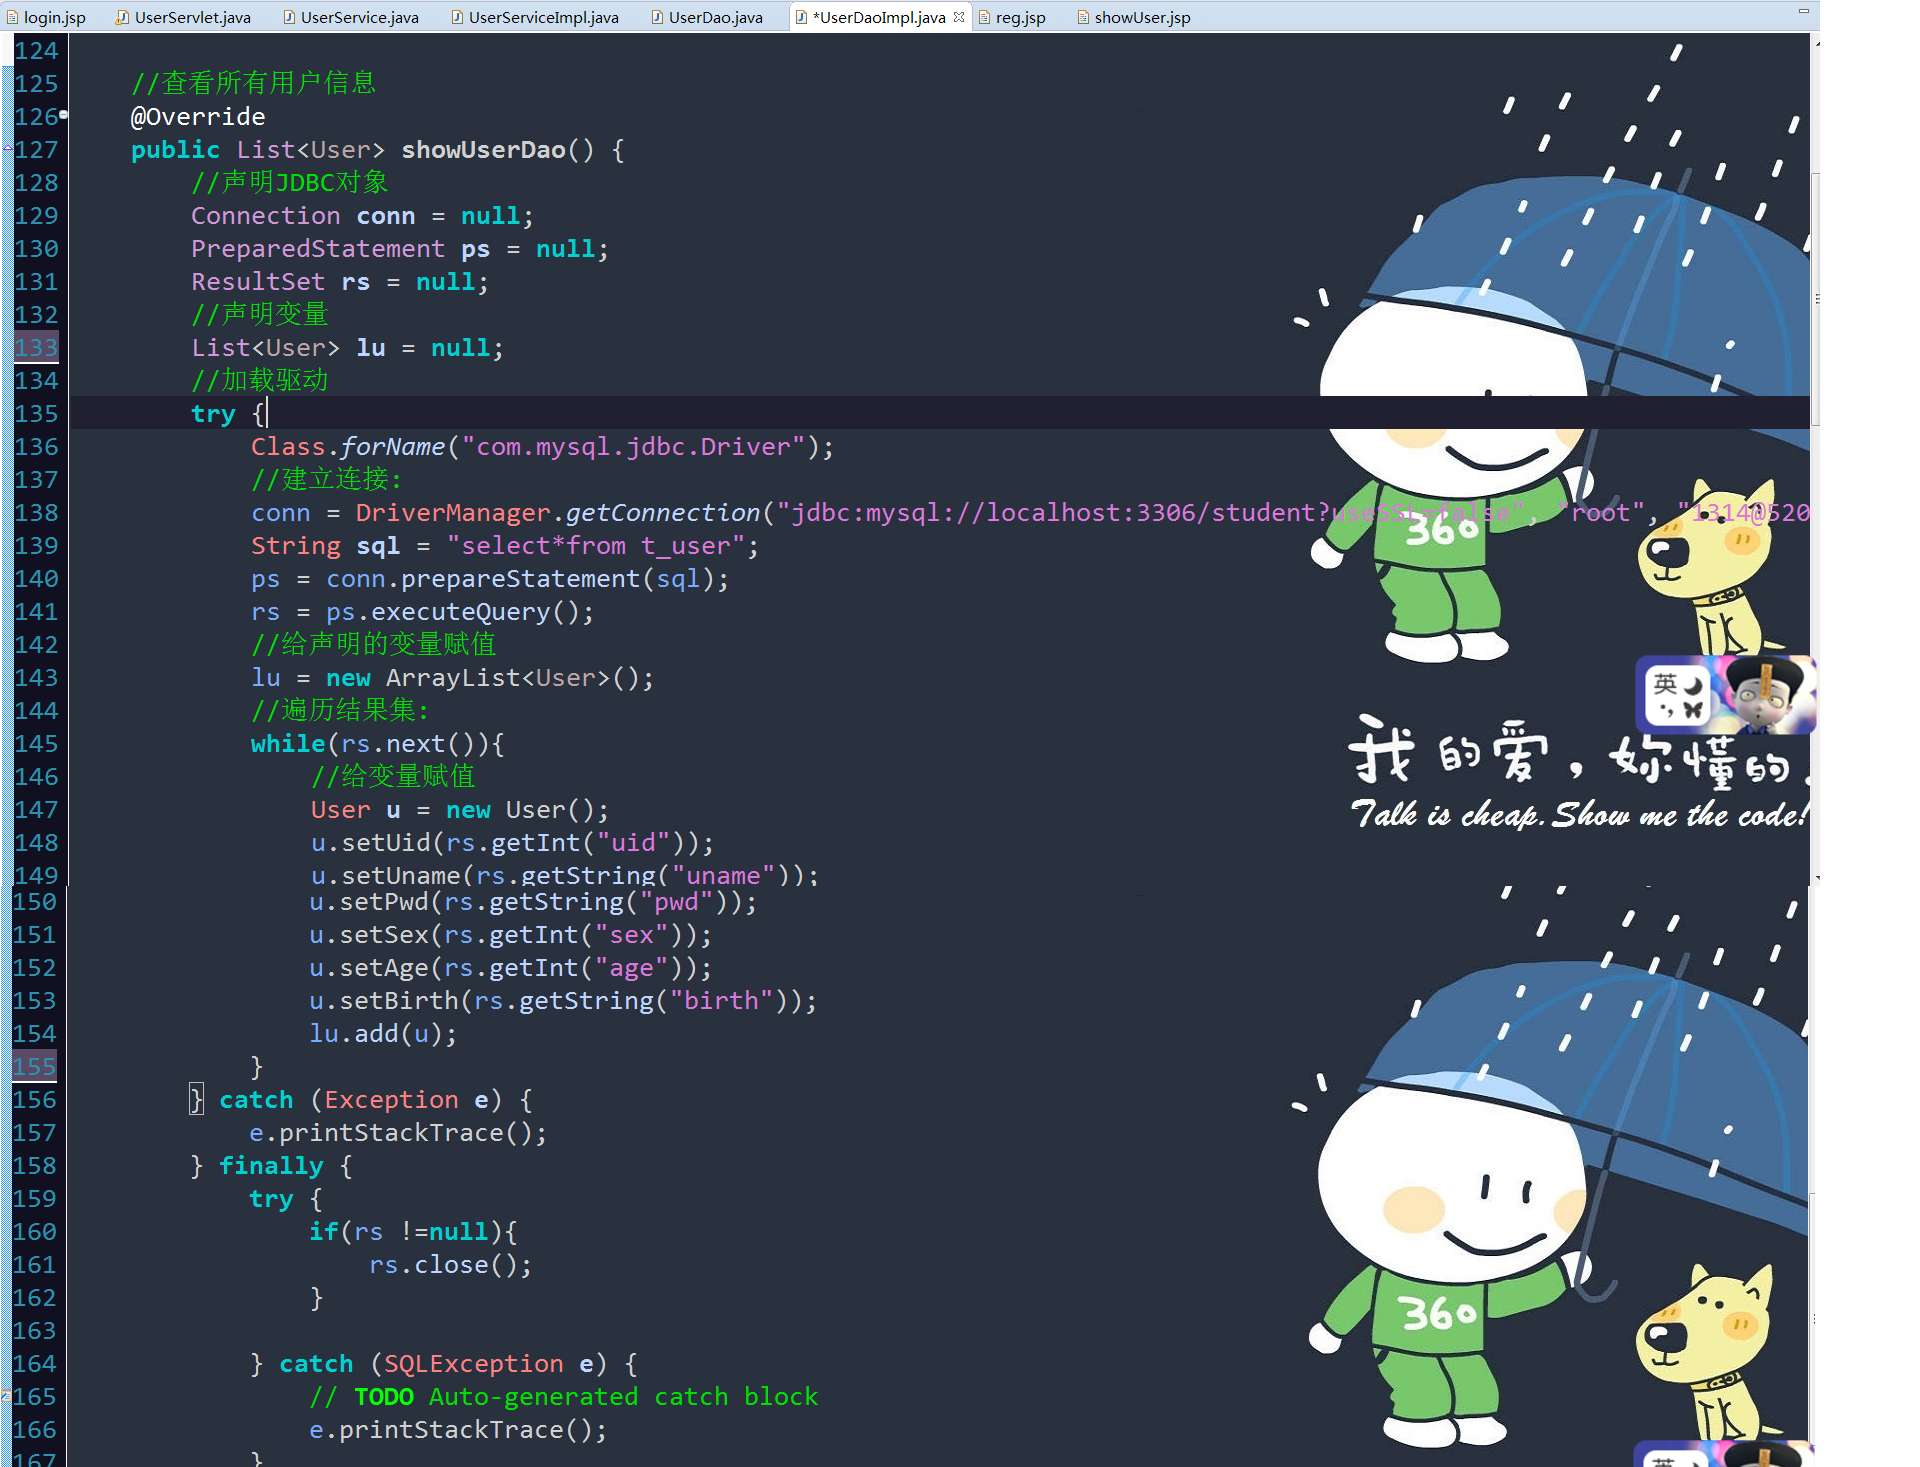 login.jsp UserServlet.java UserService.java UserServiceImpl.java UserDao.java *UserDaoImpl.java reg.jsp showUser.jsp
124
125 //查看所有用户信息
126 @Override
127 public List<User> showUserDao() {
128 //声明JDBC对象
129 Connection conn = null;
130 PreparedStatement ps = null;
131 ResultSet rs = null;
132 //声明变量
133 List<User> lu = null;
134 //加载驱动
135 try {
136 Class.forName("com.mysql.jdbc.Driver");
137 //建立连接:
138 conn = DriverManager.getConnection("jdbc:mysql://localhost:3306/student?useSSL=false", "root", "1314@520
139 String sql = "select*from t_user";
140 ps = conn.prepareStatement(sql);
141 rs = ps.executeQuery();
142 //给声明的变量赋值
143 lu = new ArrayList<User>();
144 //遍历结果集:
145 while(rs.next()){
146 //给变量赋值
147 User u = new User();
148 u.setUid(rs.getInt("uid"));
149 u.setUname(rs.getString("uname"));
150 u.setPwd(rs.getString("pwd"));
151 u.setSex(rs.getInt("sex"));
152 u.setAge(rs.getInt("age"));
153 u.setBirth(rs.getString("birth"));
154 lu.add(u);
155 }
156 } catch (Exception e) {
157 e.printStackTrace();
158 } finally {
159 try {
160 if(rs !=null){
161 rs.close();
162 }
163
164 } catch (SQLException e) {
165 // TODO Auto-generated catch block
166 e.printStackTrace();
167 }
360
英
我的爱，妳懂的.
Talk is cheap. Show me the code!
360
英